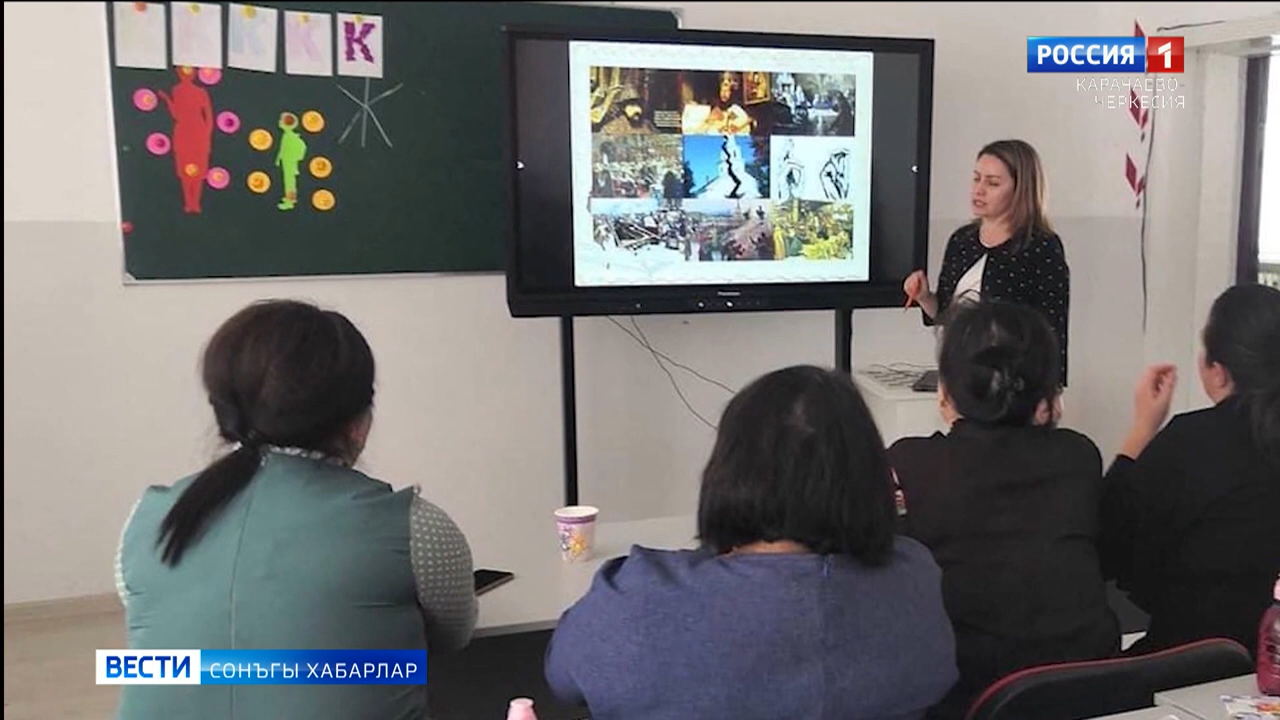 К К К К К
РОССИЯ 1
КАРАЧАЕВО-
ЧЕРКЕСИЯ
ВЕСТИ СОНЪГЫ ХАБАРЛАР